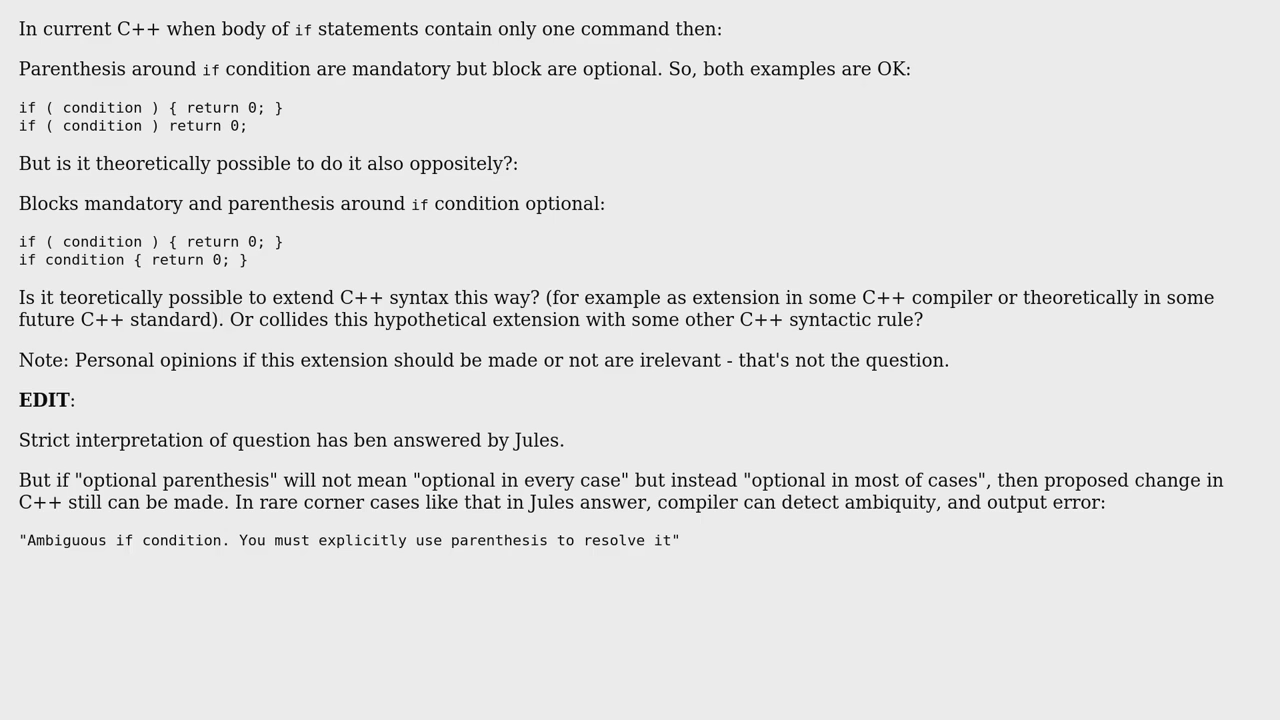 In current C++ when body of if statements contain only one command then:
Parenthesis around if condition are mandatory but block are optional. So, both examples are OK:
if ( condition ) { return 0; }
if ( condition ) return 0;
But is it theoretically possible to do it also oppositely?:
Blocks mandatory and parenthesis around if condition optional:
if ( condition ) { return 0; }
if condition { return 0; }
Is it teoretically possible to extend C++ syntax this way? (for example as extension in some C++ compiler or theoretically in some
future C++ standard). Or collides this hypothetical extension with some other C++ syntactic rule?
Note: Personal opinions if this extension should be made or not are irelevant - that's not the question.
EDIT:
Strict interpretation of question has ben answered by Jules.
But if "optional parenthesis" will not mean "optional in every case" but instead "optional in most of cases", then proposed change in
C++ still can be made. In rare corner cases like that in Jules answer, compiler can detect ambiquity, and output error:
"Ambiguous if condition. You must explicitly use parenthesis to resolve it"